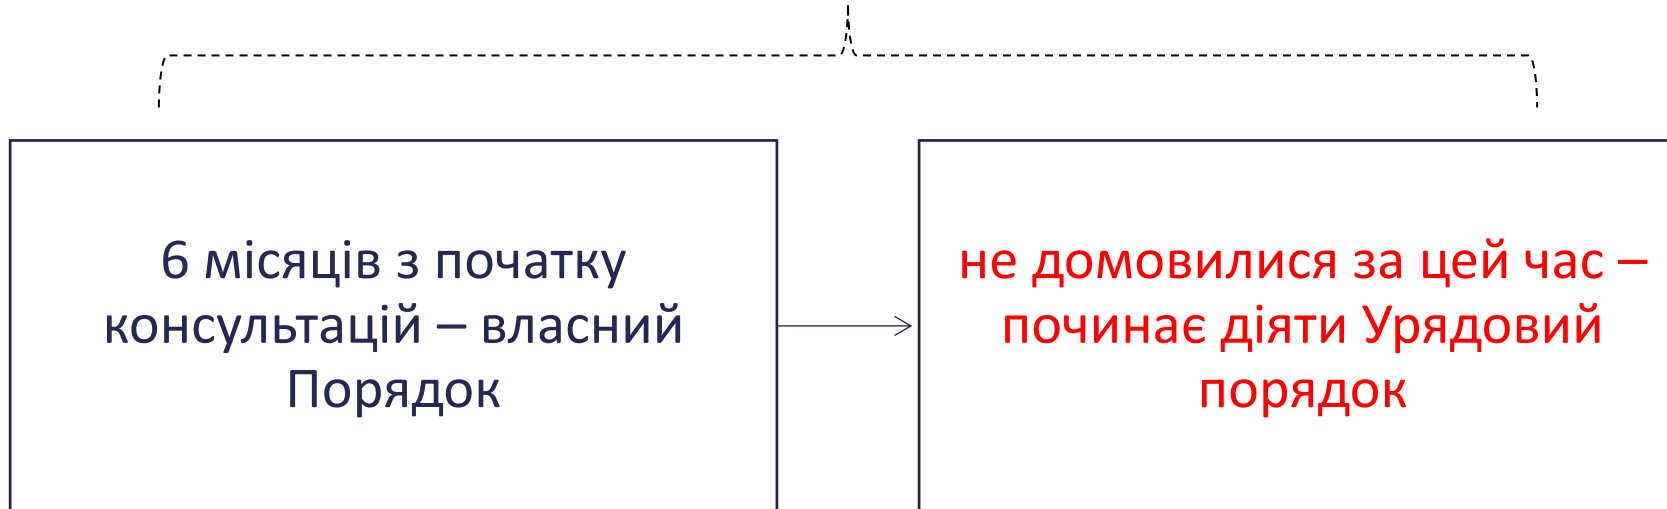 6 місяців з початку
консультацій – власний
Порядок
не домовилися за цей час –
починає діяти Урядовий
порядок